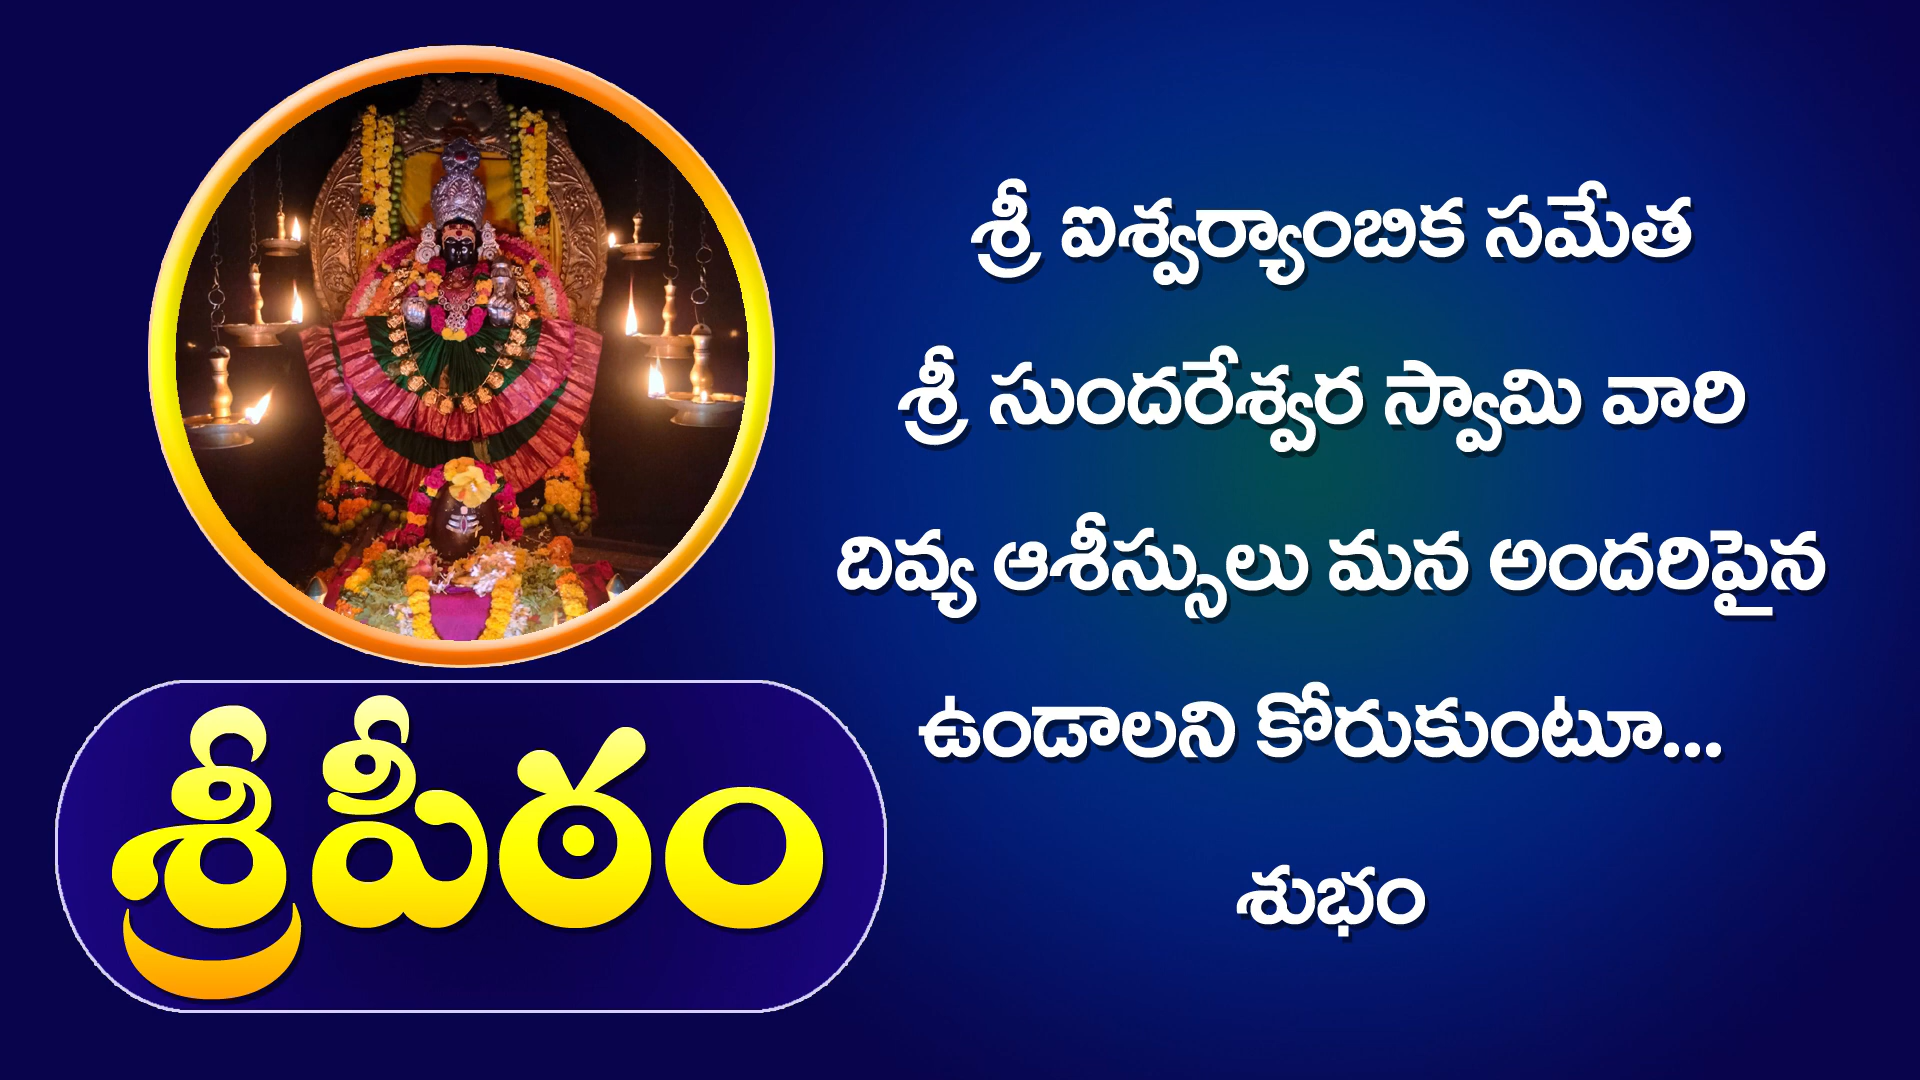 శ్రీ ఐశ్వర్యాంబిక సమేత
శ్రీ సుందరేశ్వర స్వామి వారి
దివ్య ఆశీస్సులు మన అందరిపైన
ఉండాలని కోరుకుంటూ...
శుభం
శ్రీపీఠం